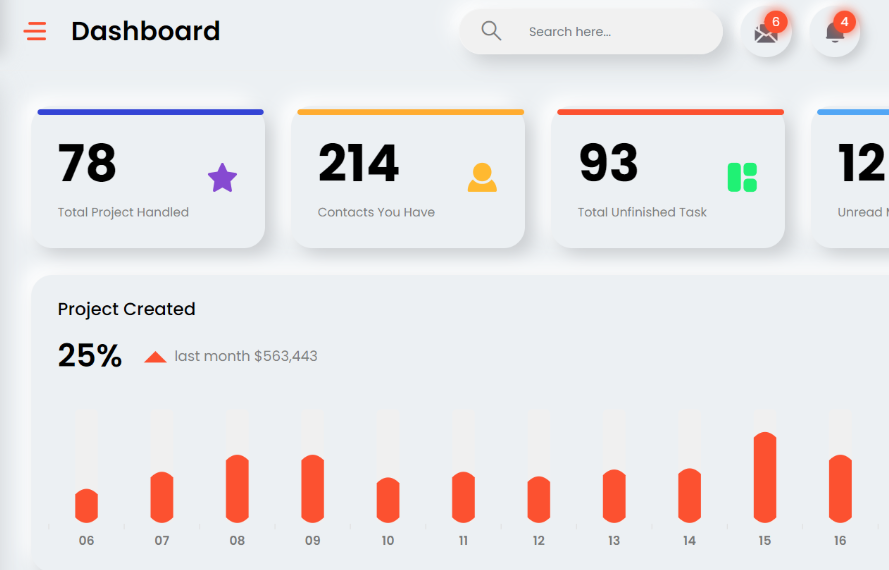 Dashboard
Search here...
6
4
78
Total Project Handled
214
Contacts You Have
93
Total Unfinished Task
12
Unread
Project Created
25%
last month $563,443
06 07 08 09 10 11 12 13 14 15 16